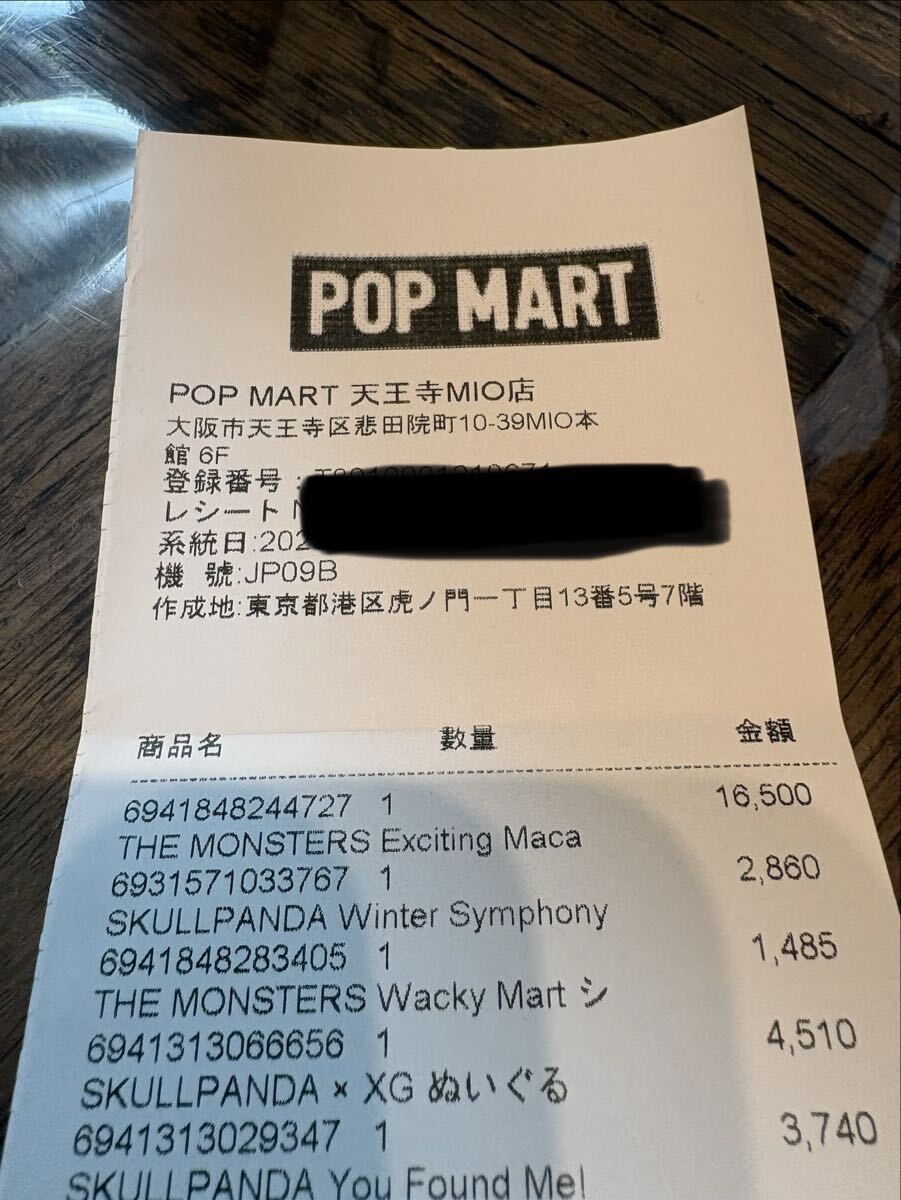 POP MART
POP MART 天王寺MIO店
大阪市天王寺区悲田院町10-39MIO本
館 6F
登録番号:
レシート
系統日:202
機 號:JP09B
作成地:東京都港区虎ノ門一丁目13番5号7階
商品名 數量 金額
6941848244727 1 16,500
THE MONSTERS Exciting Maca
6931571033767 1 2,860
SKULLPANDA Winter Symphony
6941848283405 1 1,485
THE MONSTERS Wacky Mart シ
6941313066656 1 4,510
SKULLPANDA × XG ぬいぐる
6941313029347 1 3,740
SKULLPANDA You Found Me!